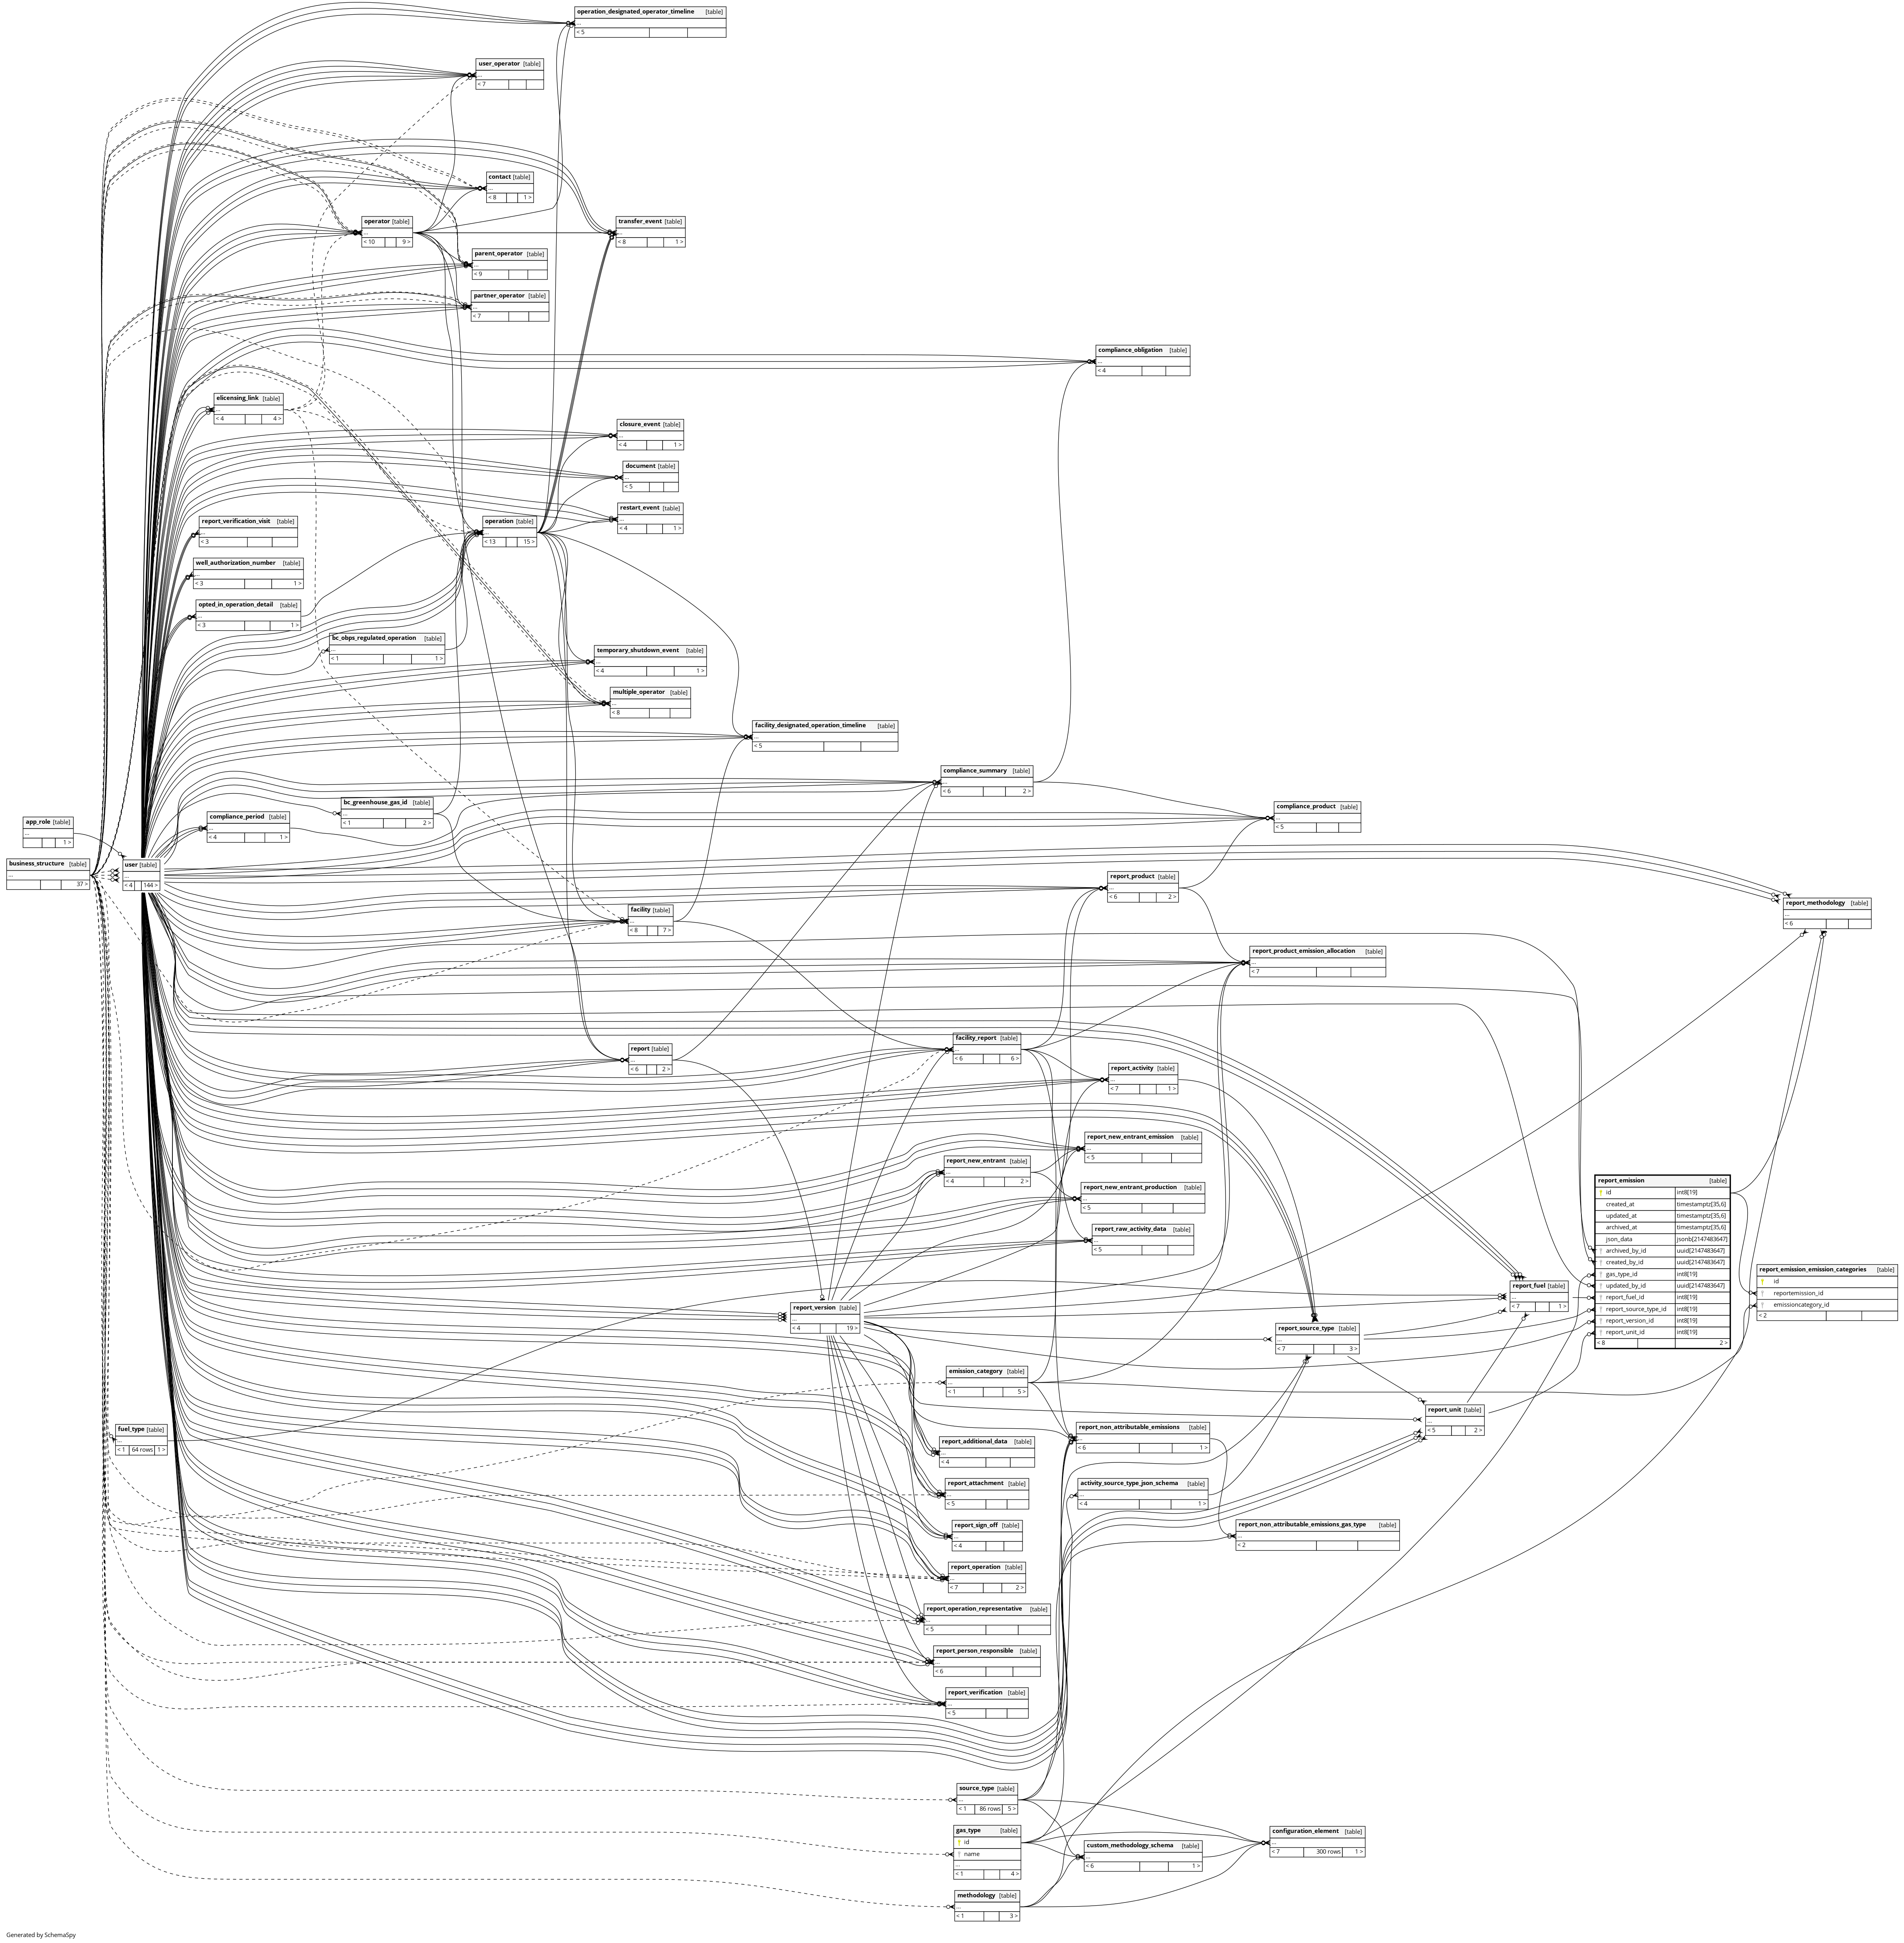 operation_designated_operator_timeline [table]
...
< 5
user_operator [table]
...
< 7
contact [table]
...
< 8 1 >
operator [table]
...
< 10 9 >
transfer_event [table]
...
< 8 1 >
parent_operator [table]
...
< 9
partner_operator [table]
...
< 7
compliance_obligation [table]
...
< 4
elicensing_link [table]
...
< 4 4 >
closure_event [table]
...
< 4 1 >
document [table]
...
< 5
restart_event [table]
...
< 4 1 >
report_verification_visit [table]
...
< 3
operation [table]
...
< 13 15 >
well_authorization_number [table]
...
< 3 1 >
opted_in_operation_detail [table]
...
< 3 1 >
bc_obps_regulated_operation [table]
...
< 1 1 >
temporary_shutdown_event [table]
...
< 4 1 >
multiple_operator [table]
...
< 8
facility_designated_operation_timeline [table]
...
< 5
compliance_summary [table]
...
< 6 2 >
bc_greenhouse_gas_id [table]
...
< 1 2 >
compliance_product [table]
...
< 5
compliance_period [table]
...
< 4 1 >
app_role [table]
...
1 >
business_structure [table]
...
37 >
user [table]
...
< 4 144 >
report_product [table]
...
< 6 2 >
report_methodology [table]
...
< 6
facility [table]
...
< 8 7 >
report_product_emission_allocation [table]
...
< 7
facility_report [table]
...
< 6 6 >
report [table]
...
< 6 2 >
report_activity [table]
...
< 7 1 >
report_new_entrant_emission [table]
...
< 5
report_new_entrant [table]
...
< 4 2 >
report_new_entrant_production [table]
...
< 5
report_raw_activity_data [table]
...
< 5
report_emission [table]
id int8[19]
created_at timestamptz[35,6]
updated_at timestamptz[35,6]
archived_at timestamptz[35,6]
json_data jsonb[2147483647]
archived_by_id uuid[2147483647]
created_by_id uuid[2147483647]
gas_type_id int8[19]
updated_by_id uuid[2147483647]
report_fuel_id int8[19]
report_source_type_id int8[19]
report_version_id int8[19]
report_unit_id int8[19]
< 8 2 >
report_emission_emission_categories [table]
id
reportemission_id
emissioncategory_id
< 2
report_fuel [table]
...
< 7 1 >
report_version [table]
...
< 4 19 >
report_source_type [table]
...
< 7 3 >
emission_category [table]
...
< 1 5 >
report_unit [table]
...
< 5 2 >
fuel_type [table]
...
< 1 64 rows 1 >
report_non_attributable_emissions [table]
...
< 6 1 >
report_additional_data [table]
...
< 4
report_attachment [table]
...
< 5
activity_source_type_json_schema [table]
...
< 4 1 >
report_sign_off [table]
...
< 4
report_non_attributable_emissions_gas_type [table]
...
< 2
report_operation [table]
...
< 7 2 >
report_operation_representative [table]
...
< 5
report_person_responsible [table]
...
< 6
report_verification [table]
...
< 5
source_type [table]
...
< 1 86 rows 5 >
gas_type [table]
id
name
...
< 1 4 >
configuration_element [table]
...
< 7 300 rows 1 >
custom_methodology_schema [table]
...
< 6 1 >
methodology [table]
...
< 1 3 >
Generated by SchemaSpy